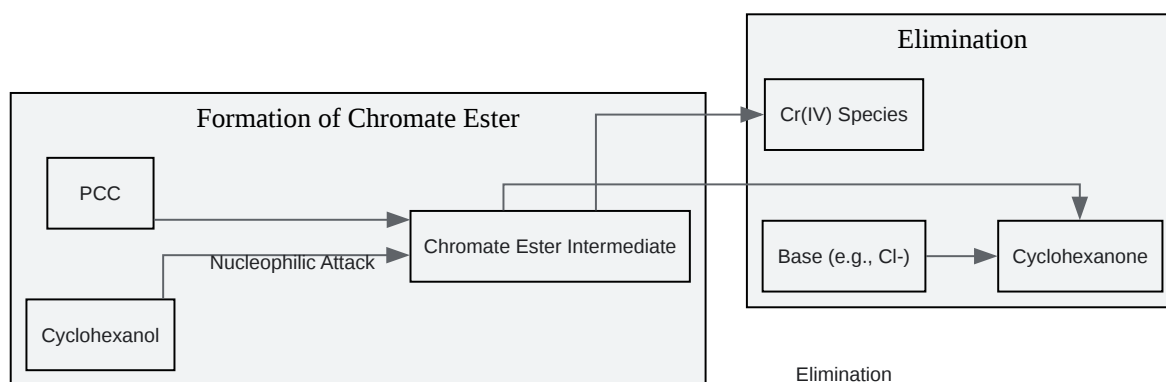 Elimination
Cr(IV) Species
Formation of Chromate Ester
PCC
Chromate Ester Intermediate
Base (e.g., Cl-)
Cyclohexanone
Nucleophilic Attack
Cyclohexanol
Elimination